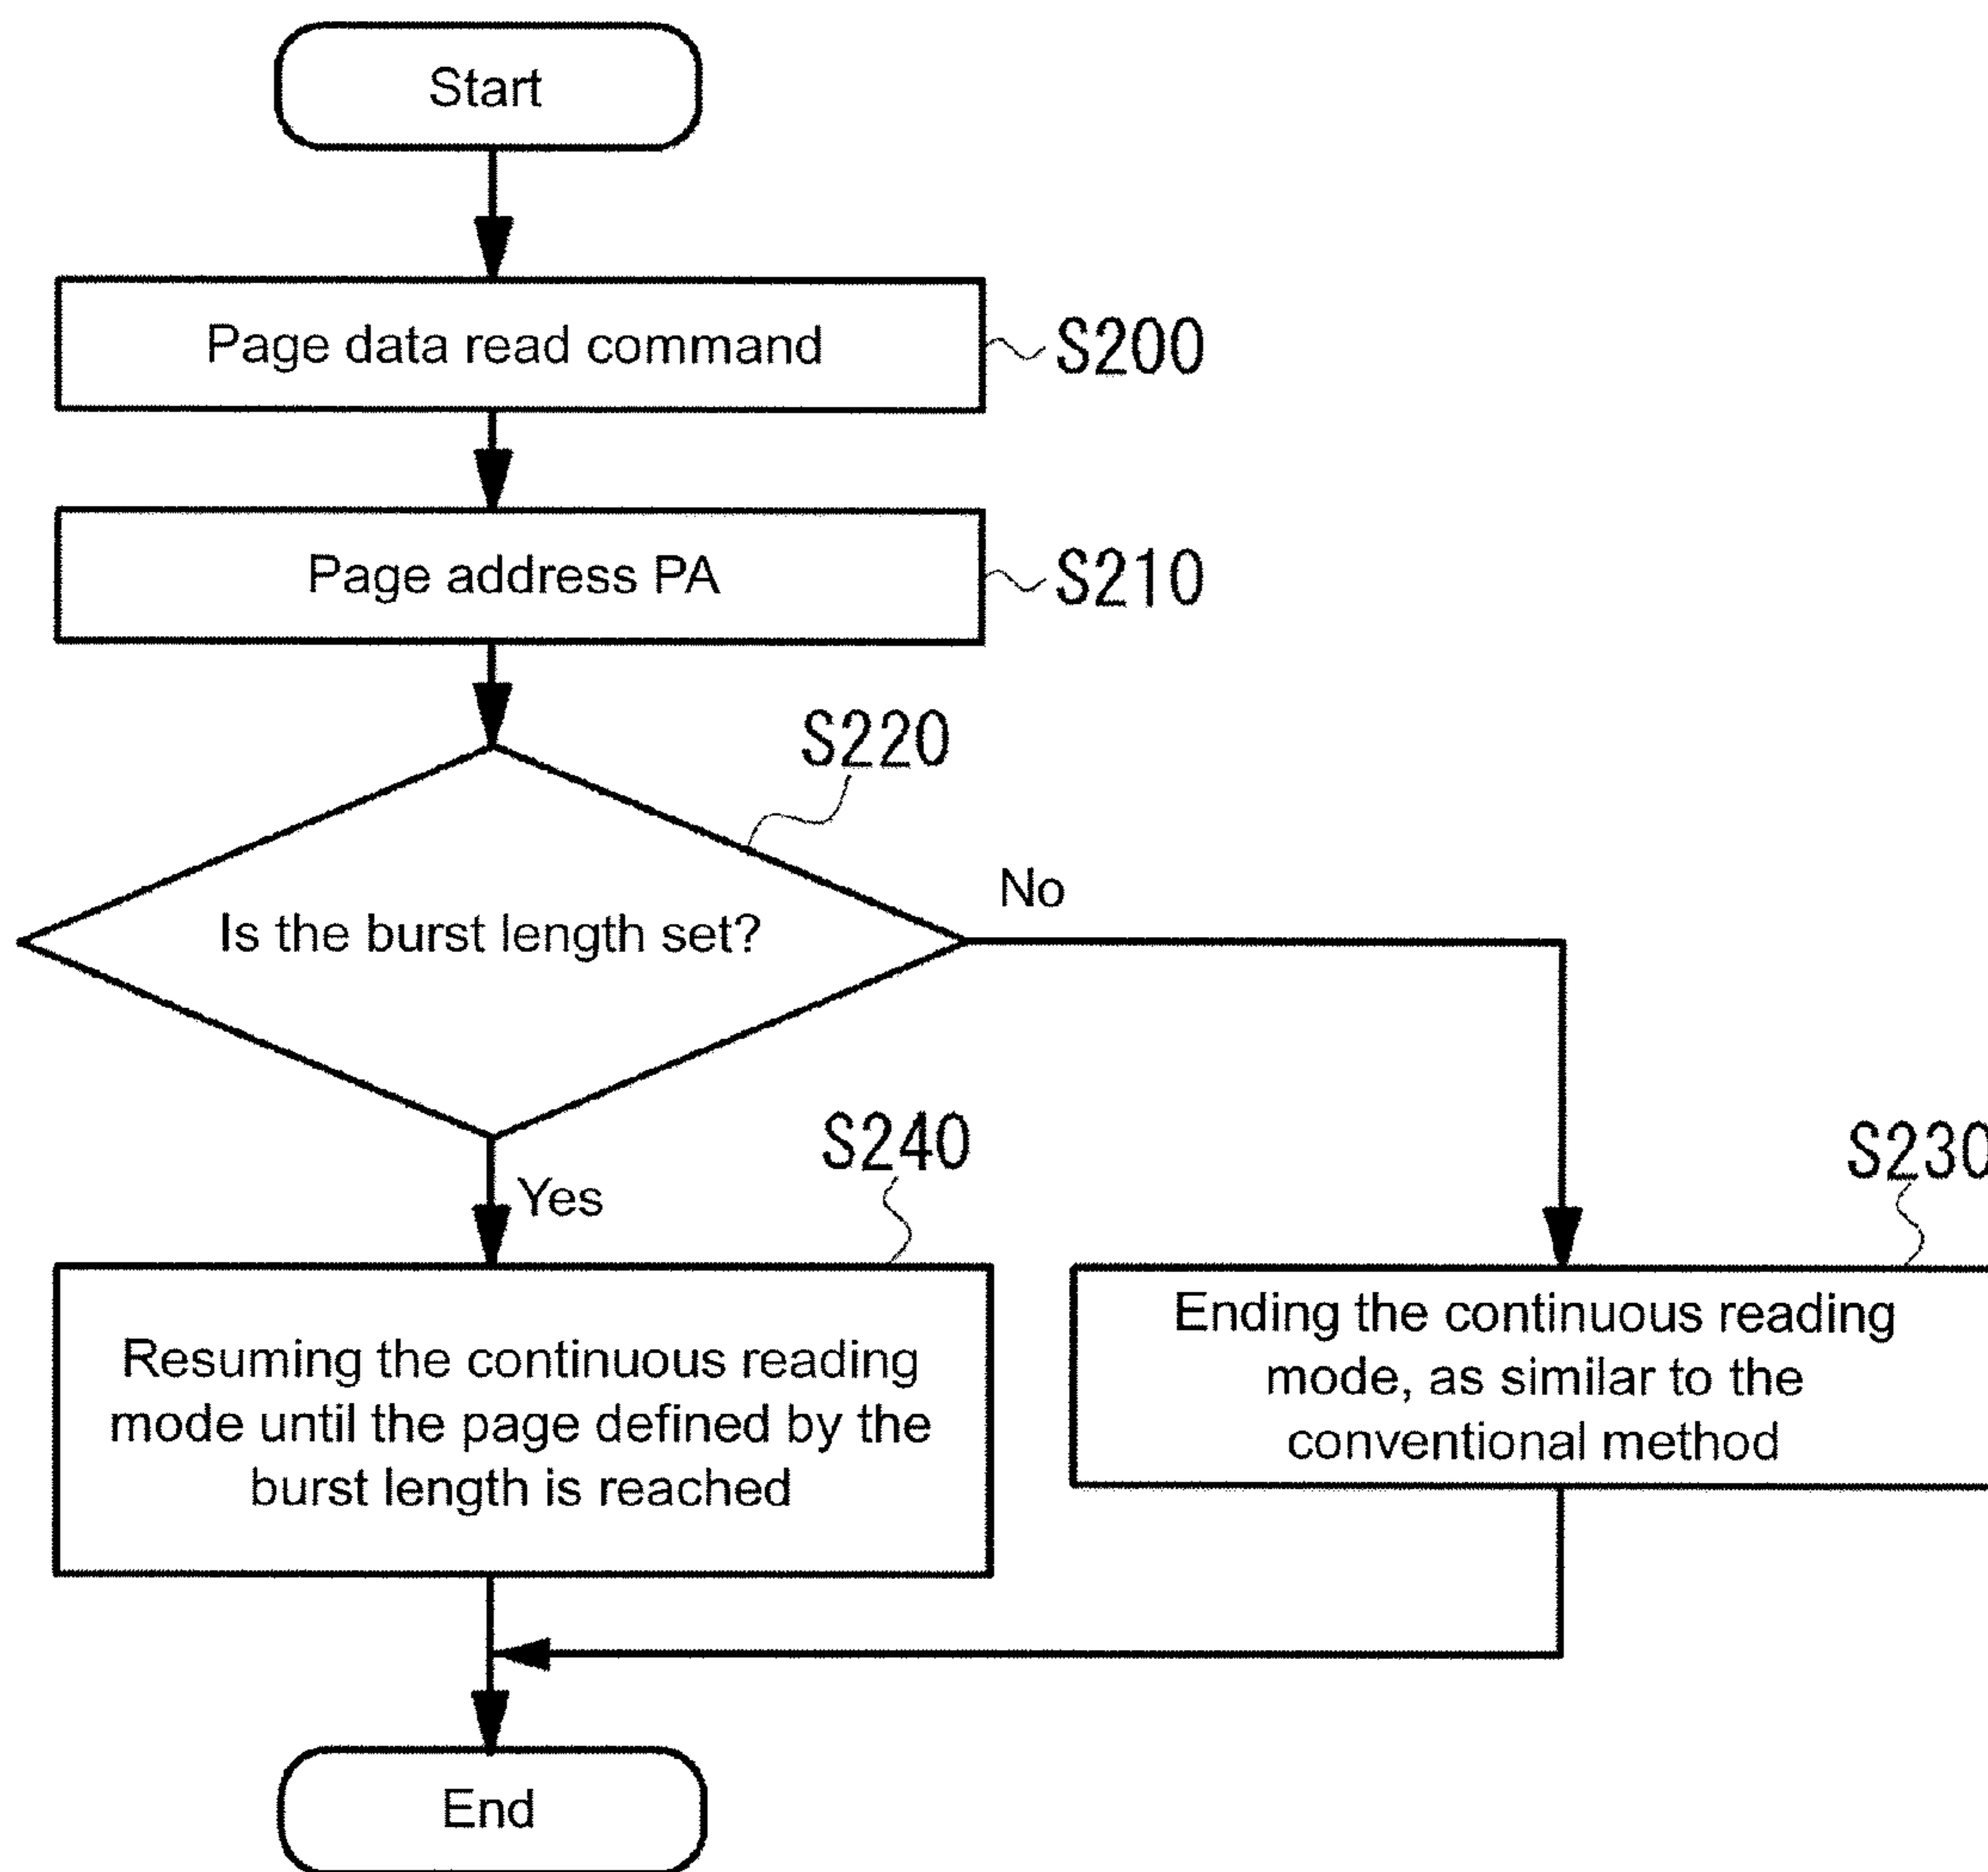 Start
Page data read command
S200
Page address PA
S210
S220
Is the burst length set?
No
Yes
S240
Resuming the continuous reading
mode until the page defined by the
burst length is reached
S230
Ending the continuous reading
mode, as similar to the
conventional method
End